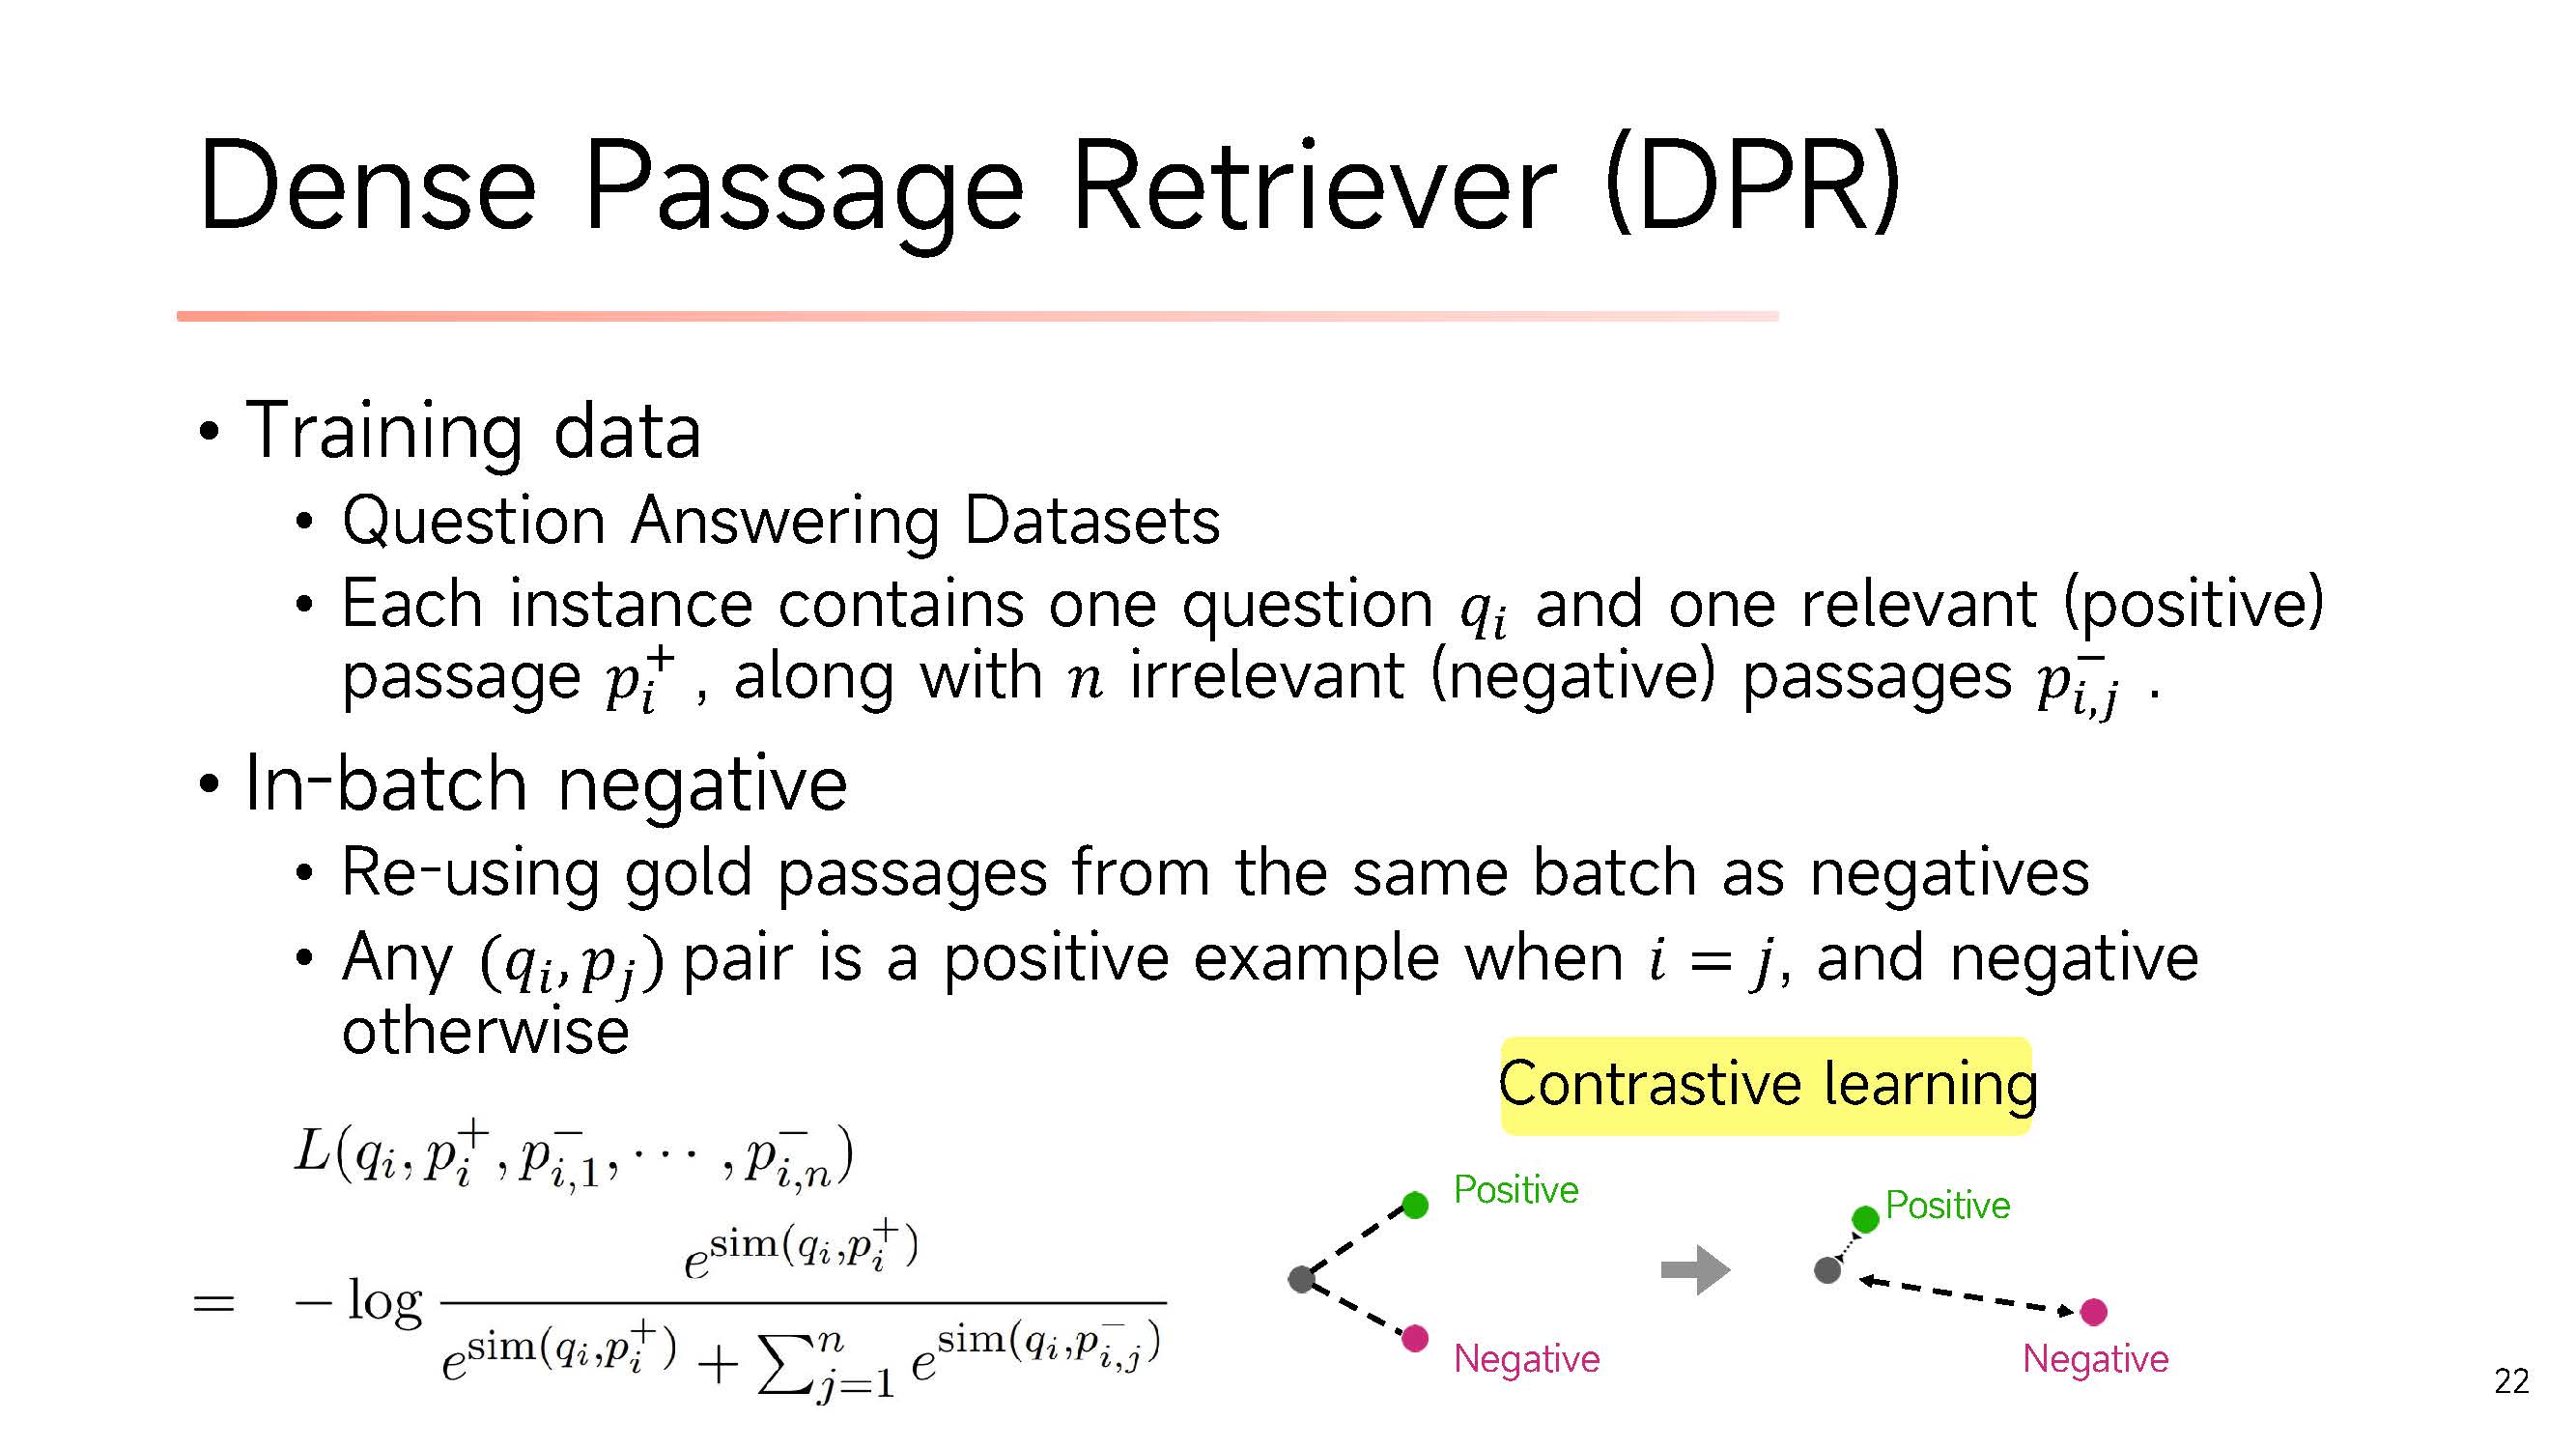 Dense Passage Retriever (DPR)
• Training data
• Question Answering Datasets
• Each instance contains one question $q_i$ and one relevant (positive)
passage $p_i^+$ , along with $n$ irrelevant (negative) passages $p_{i,j}^-$ .
• In-batch negative
• Re-using gold passages from the same batch as negatives
• Any $(q_i, p_j)$ pair is a positive example when $i = j$, and negative
otherwise
$L(q_i, p_i^+, p_{i,1}^-, \cdots, p_{i,n}^-)$
$= -\log \frac{e^{\text{sim}(q_i, p_i^+)}}{e^{\text{sim}(q_i, p_i^+)} + \sum_{j=1}^{n} e^{\text{sim}(q_i, p_{i,j}^-)}}$
Contrastive learning
Positive
Negative
Positive
Negative
22